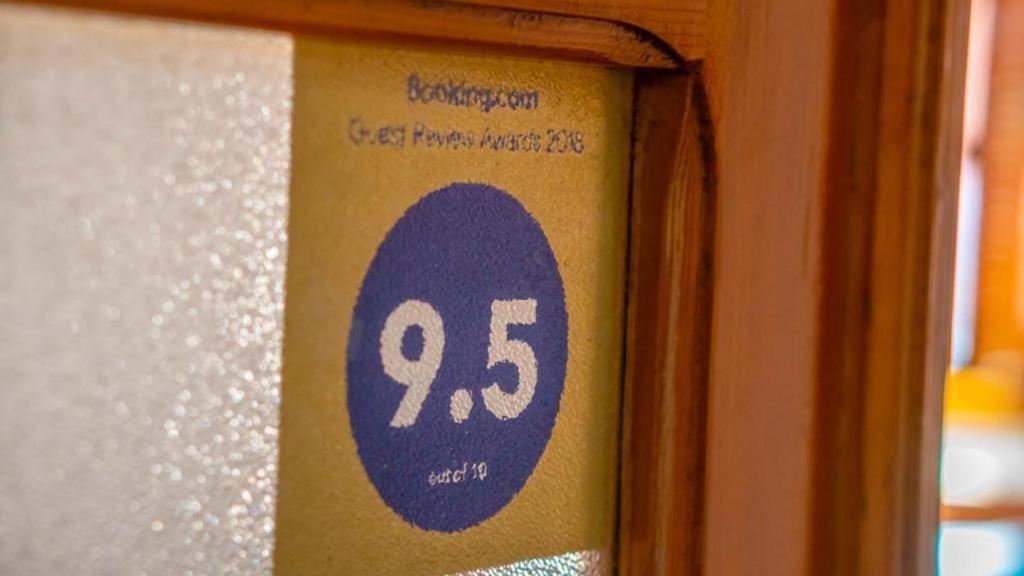 Booking.com
Guest Review Awards 2018
9.5
out of 10